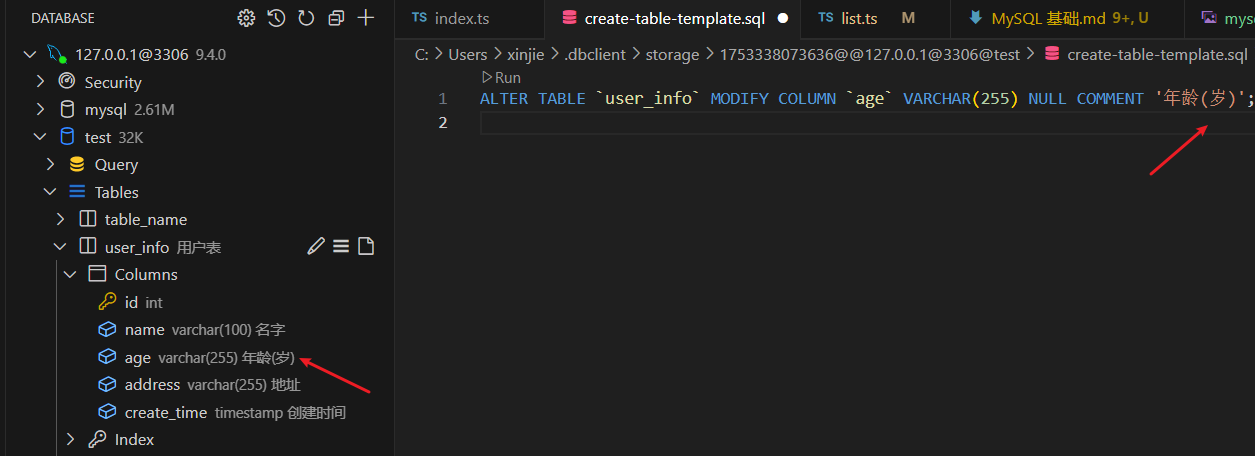 DATABASE
127.0.0.1@3306 9.4.0
Security
mysql 2.61M
test 32K
Query
Tables
table_name
user_info 用户表
Columns
id int
name varchar(100) 名字
age varchar(255) 年龄(岁)
address varchar(255) 地址
create_time timestamp 创建时间
Index
TS index.ts
create-table-template.sql
TS list.ts M
MySQL 基础.md 9+, U
C: > Users > xinjie > .dbclient > storage > 1753338073636@@127.0.0.1@3306@test > create-table-template.sql
Run
1 ALTER TABLE `user_info` MODIFY COLUMN `age` VARCHAR(255) NULL COMMENT '年龄(岁)';
2